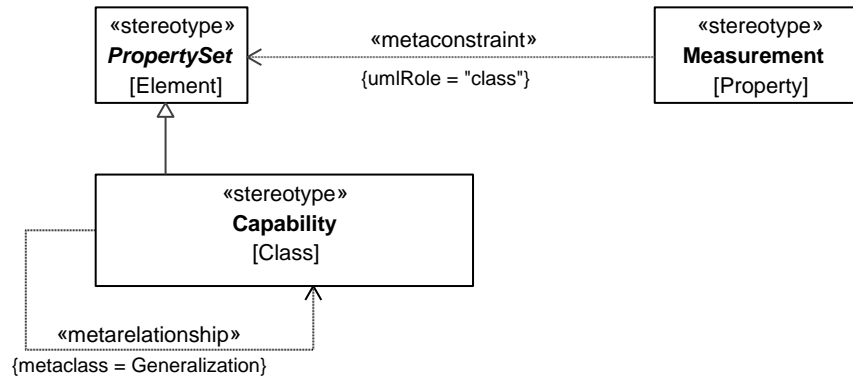 «stereotype»
PropertySet
[Element]
«metaconstraint»
{umlRole = "class"}
«stereotype»
Measurement
[Property]
«stereotype»
Capability
[Class]
«metarelationship»
{metaclass = Generalization}